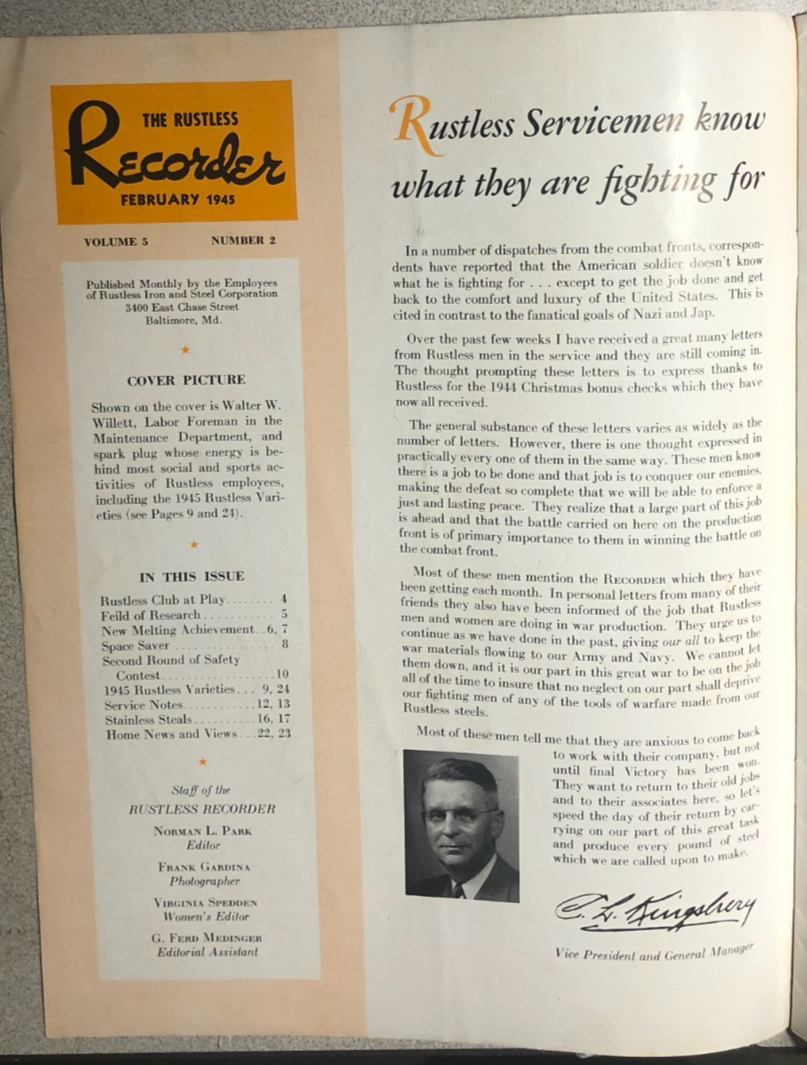 THE RUSTLESS
Recorder
FEBRUARY 1945
VOLUME 5 NUMBER 2
Published Monthly by the Employees
of Rustless Iron and Steel Corporation
3400 East Chase Street
Baltimore, Md.
COVER PICTURE
Shown on the cover is Walter W.
Willett, Labor Foreman in the
Maintenance Department, and
spark plug whose energy is be-
hind most social and sports ac-
tivities of Rustless employees,
including the 1945 Rustless Vari-
eties (see Pages 9 and 24).
IN THIS ISSUE
Rustless Club at Play........ 4
Feild of Research........... 5
New Melting Achievement..6, 7
Space Saver ............... 8
Second Round of Safety
Contest.................10
1945 Rustless Varieties... 9, 24
Service Notes...........12, 13
Stainless Steals..........16, 17
Home News and Views...22, 23
Staff of the
RUSTLESS RECORDER
NORMAN L. PARK
Editor
FRANK GARDINA
Photographer
VIRGINIA SPEDDEN
Women's Editor
G. FERD MEDINGER
Editorial Assistant
Rustless Servicemen know
what they are fighting for
In a number of dispatches from the combat fronts, correspon-
dents have reported that the American soldier doesn't know
what he is fighting for . . . except to get the job done and get
back to the comfort and luxury of the United States. This is
cited in contrast to the fanatical goals of Nazi and Jap.
Over the past few weeks I have received a great many letters
from Rustless men in the service and they are still coming in.
The thought prompting these letters is to express thanks to
Rustless for the 1944 Christmas bonus checks which they have
now all received.
The general substance of these letters varies as widely as the
number of letters. However, there is one thought expressed in
practically every one of them in the same way. These men know
there is a job to be done and that job is to conquer our enemies,
making the defeat so complete that we will be able to enforce a
just and lasting peace. They realize that a large part of this job
is ahead and that the battle carried on here on the production
front is of primary importance to them in winning the battle on
the combat front.
Most of these men mention the RECORDER which they have
been getting each month. In personal letters from many of their
friends they also have been informed of the job that Rustless
men and women are doing in war production. They urge us to
continue as we have done in the past, giving our all to keep the
war materials flowing to our Army and Navy. We cannot let
them down, and it is our part in this great war to be on the job
all of the time to insure that no neglect on our part shall deprive
our fighting men of any of the tools of warfare made from our
Rustless steels.
Most of these men tell me that they are anxious to come back
to work with their company, but not
until final Victory has been won.
They want to return to their old jobs
and to their associates here, so let's
speed the day of their return by car-
rying on our part of this great task
and produce every pound of steel
which we are called upon to make.
C. L. Kingsbury
Vice President and General Manager